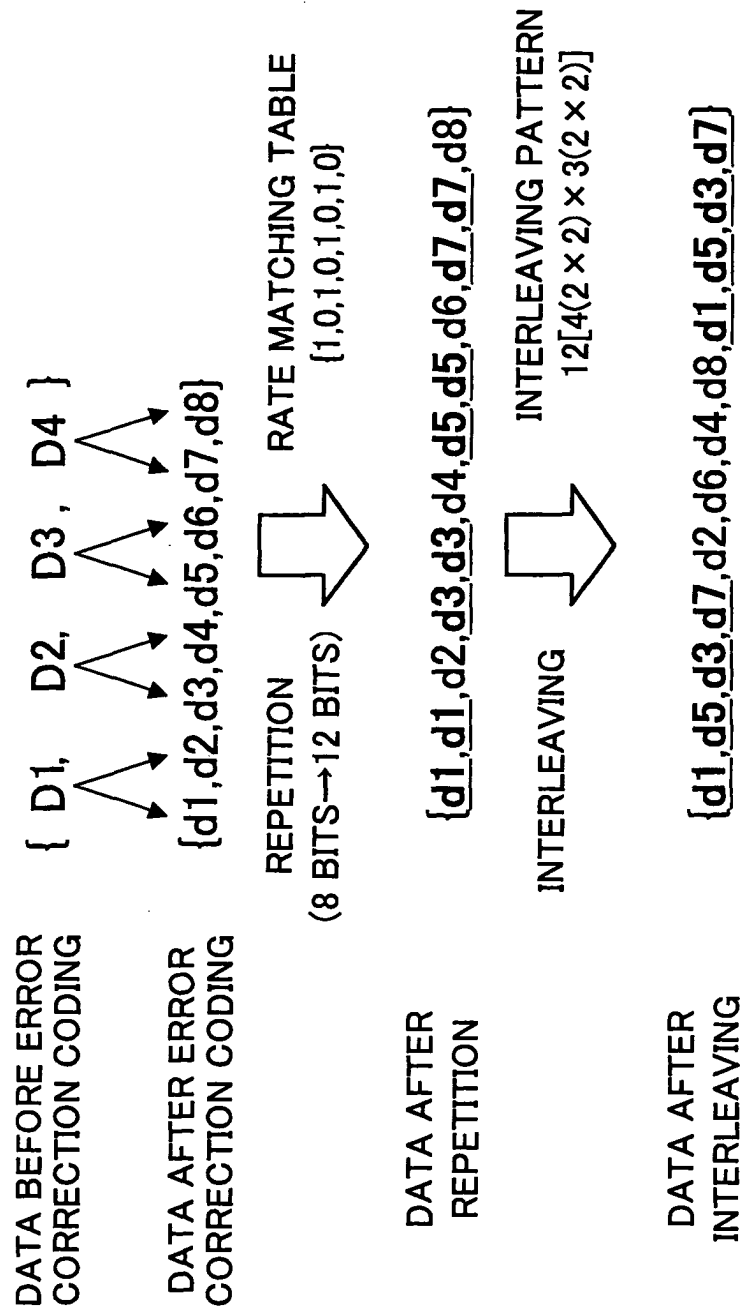 DATA BEFORE ERROR
CORRECTION CODING
{ D1, D2, D3 , D4 }
DATA AFTER ERROR
CORRECTION CODING
{d1,d2,d3,d4,d5,d6,d7,d8}
REPETITION
(8 BITS→12 BITS)
RATE MATCHING TABLE
{1,0,1,0,1,0,1,0}
DATA AFTER
REPETITION
{d1,d1,d2,d3,d3,d4,d5,d5,d6,d7,d7,d8}
INTERLEAVING
INTERLEAVING PATTERN
12[4(2 × 2) × 3(2 × 2)]
DATA AFTER
INTERLEAVING
{d1,d5,d3,d7,d2,d6,d4,d8,d1,d5,d3,d7}